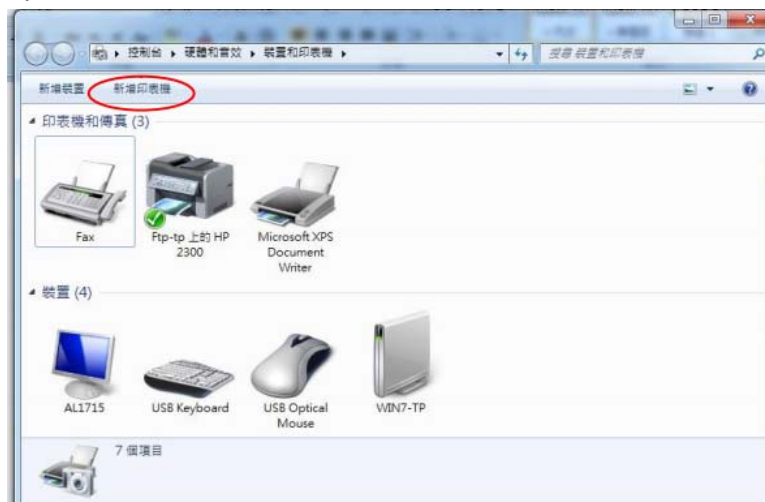 控制台 ▸ 硬體和音效 ▸ 裝置和印表機 ▸
搜尋 裝置和印表機
新增裝置 新增印表機
印表機和傳真 (3)
Fax
Ftp-tp 上的 HP
2300
Microsoft XPS
Document
Writer
裝置 (4)
AL1715
USB Keyboard
USB Optical
Mouse
WIN7-TP
7 個項目